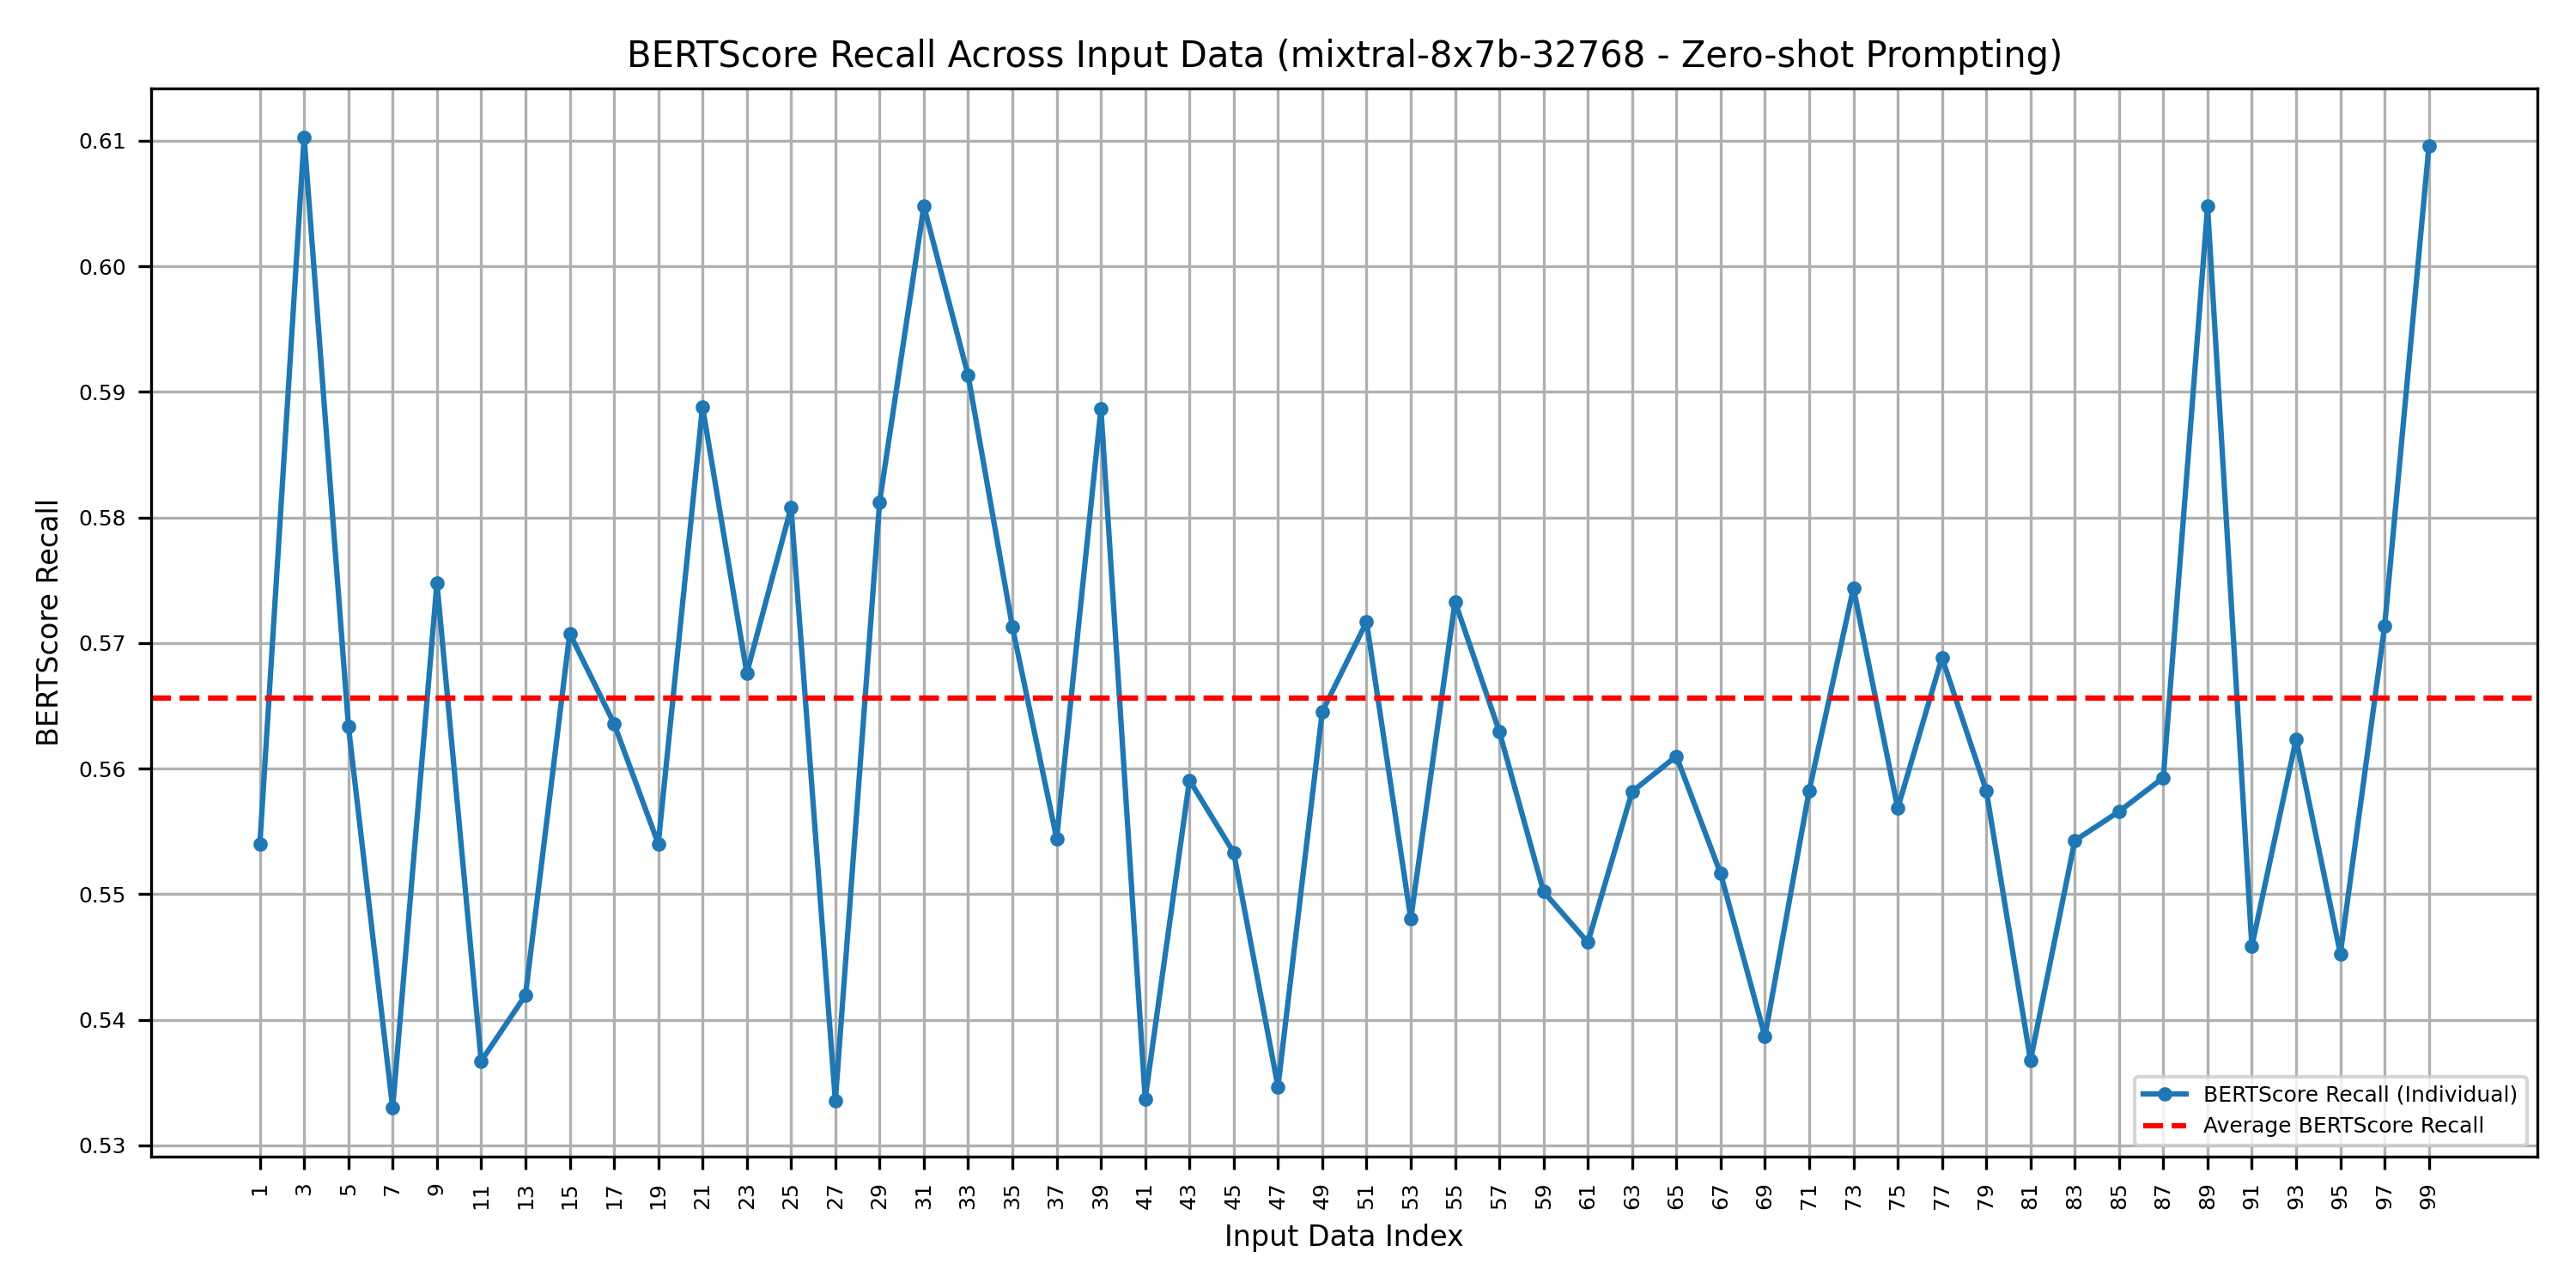 BERTScore Recall Across Input Data (mixtral-8x7b-32768 - Zero-shot Prompting)
BERTScore Recall
0.61
0.60
0.59
0.58
0.57
0.56
0.55
0.54
0.53
BERTScore Recall (Individual)
Average BERTScore Recall
1 3 5 7 9 11 13 15 17 19 21 23 25 27 29 31 33 35 37 39 41 43 45 47 49 51 53 55 57 59 61 63 65 67 69 71 73 75 77 79 81 83 85 87 89 91 93 95 97 99
Input Data Index